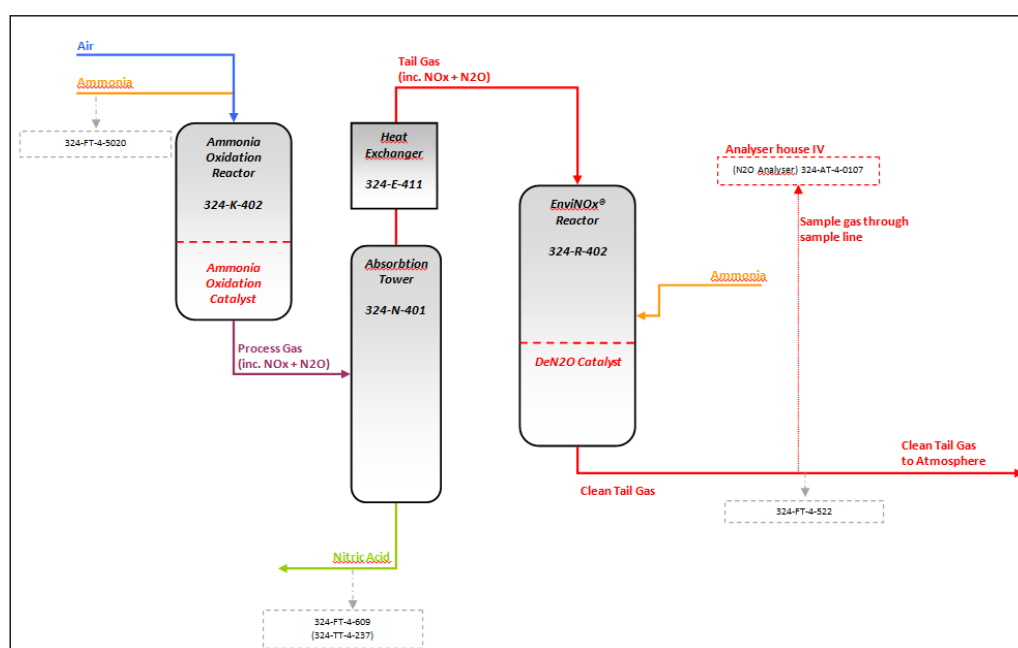 Air
Ammonia
324-FT-4-5020
Ammonia
Oxidation
Reactor
324-K-402
Ammonia
Oxidation
Catalyst
Process Gas
(inc. NOx + N2O)
Tail Gas
(inc. NOx + N2O)
Heat
Exchanger
324-E-411
Absorbtion
Tower
324-N-401
Nitric Acid
324-FT-4-609
(324-TT-4-237)
EnviNOx®
Reactor
324-R-402
Ammonia
DeN2O Catalyst
Clean Tail Gas
Analyser house IV
(N2O Analyser) 324-AT-4-0107
Sample gas through
sample line
Clean Tail Gas
to Atmosphere
324-FT-4-522